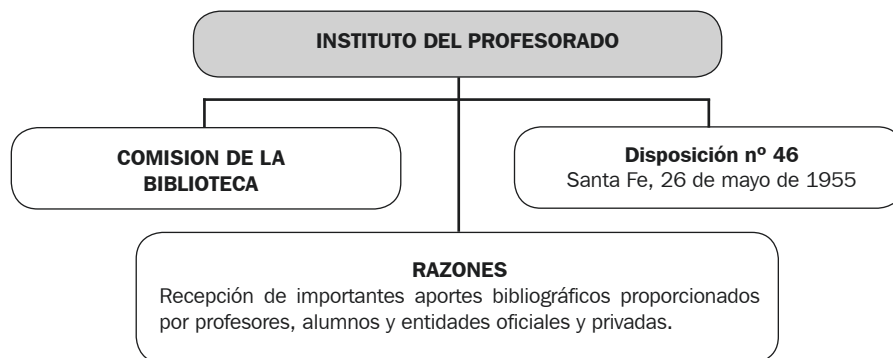 INSTITUTO DEL PROFESORADO
COMISION DE LA
BIBLIOTECA
Disposición nº 46
Santa Fe, 26 de mayo de 1955
RAZONES
Recepción de importantes aportes bibliográficos proporcionados
por profesores, alumnos y entidades oficiales y privadas.